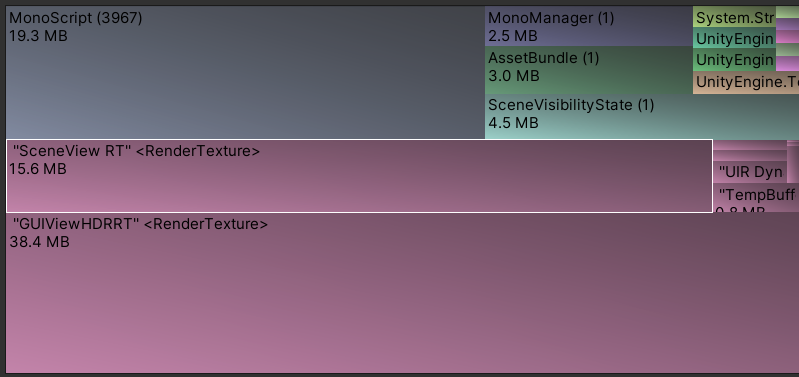 MonoScript (3967)
19.3 MB
MonoManager (1)
2.5 MB
AssetBundle (1)
3.0 MB
SceneVisibilityState (1)
4.5 MB
System.Str
UnityEngin
UnityEngin
UnityEngine.Te
"SceneView RT" <RenderTexture>
15.6 MB
"UIR Dyn
"TempBuff
0.8 MB
"GUIViewHDRRT" <RenderTexture>
38.4 MB